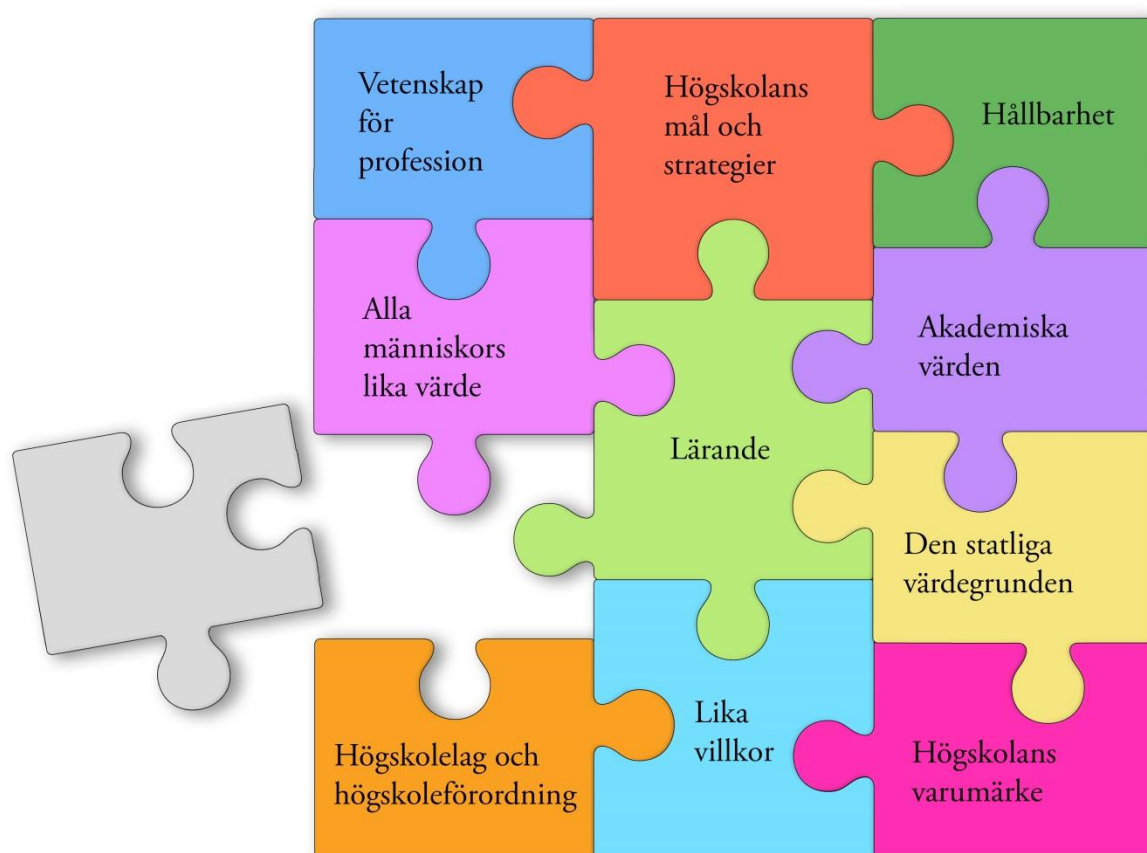 Vetenskap
för
profession
Högskolans
mål och
strategier
Hållbarhet
Alla
människors
lika värde
Lärande
Akademiska
värden
Den statliga
värdegrunden
Högskolelag och
högskoleförordning
Lika
villkor
Högskolans
varumärke